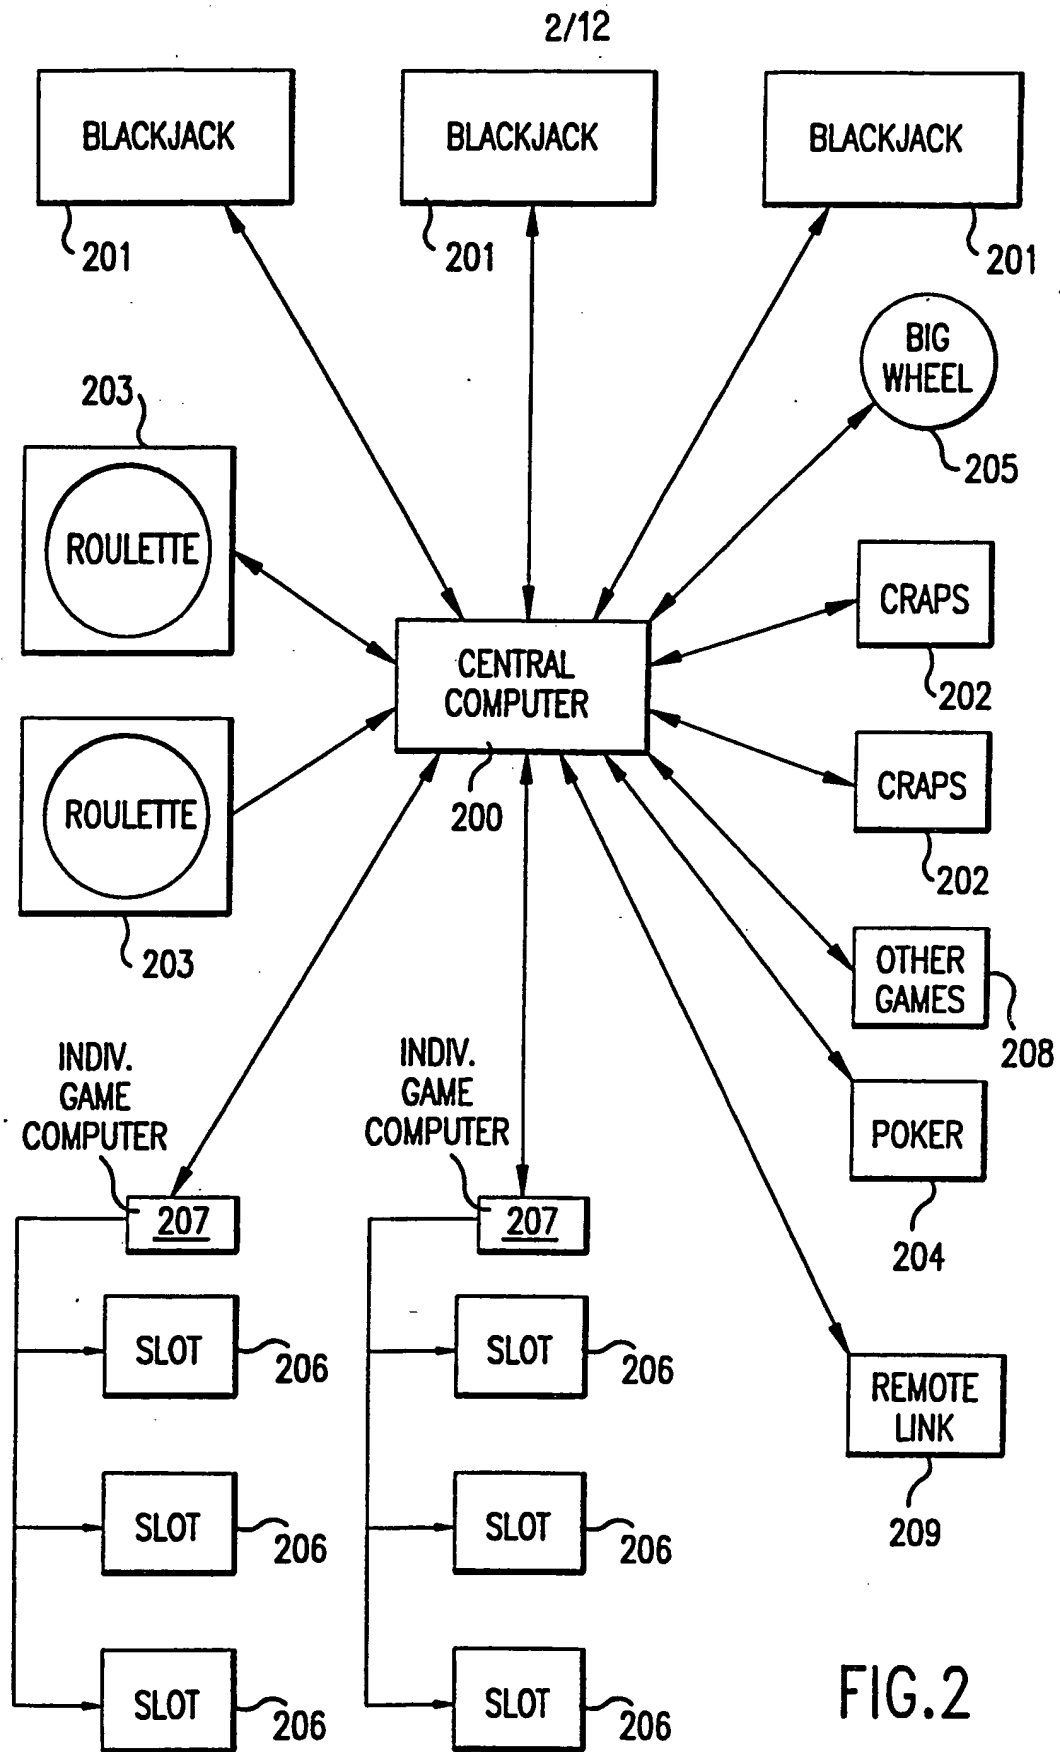 2/12
BLACKJACK
BLACKJACK
BLACKJACK
201
201
201
BIG
WHEEL
205
203
ROULETTE
CRAPS
202
CENTRAL
COMPUTER
200
ROULETTE
203
CRAPS
202
OTHER
GAMES
208
INDIV.
GAME
COMPUTER
207
INDIV.
GAME
COMPUTER
207
POKER
204
SLOT
206
SLOT
206
REMOTE
LINK
209
SLOT
206
SLOT
206
SLOT
206
SLOT
206
FIG.2